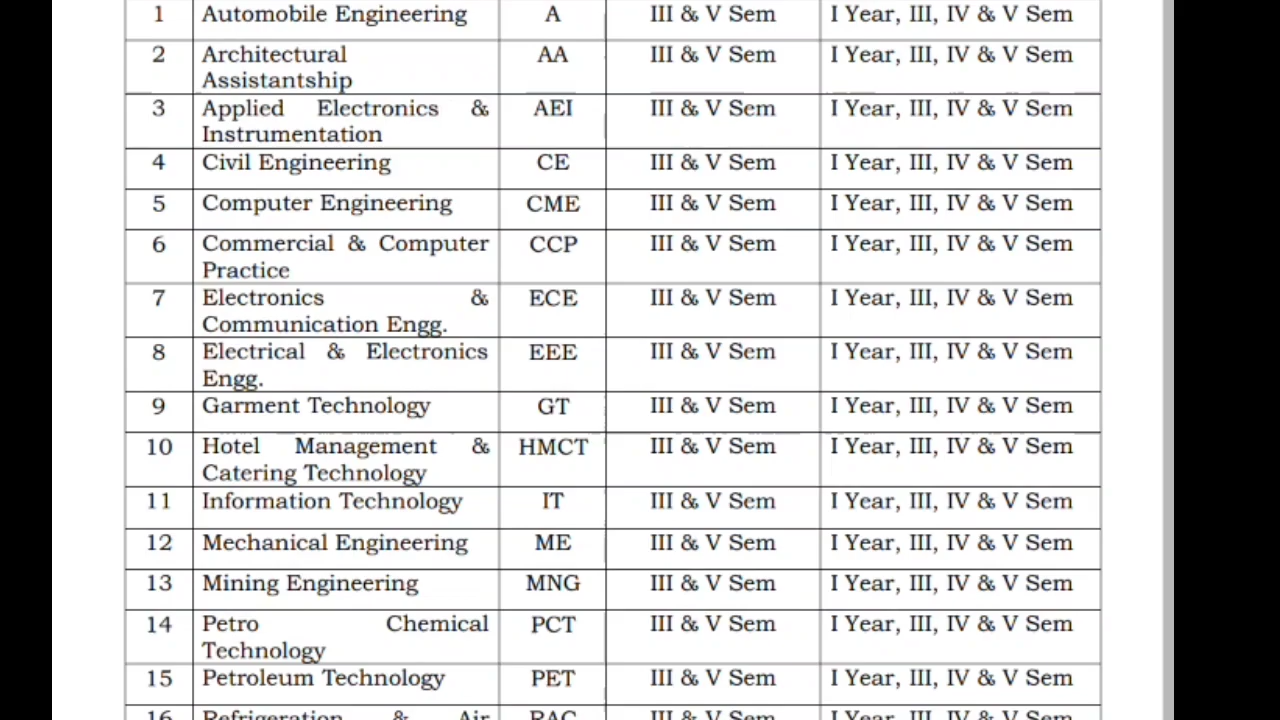 1 Automobile Engineering A III & V Sem I Year, III, IV & V Sem
2 Architectural AA III & V Sem I Year, III, IV & V Sem
Assistantship
3 Applied Electronics & AEI III & V Sem I Year, III, IV & V Sem
Instrumentation
4 Civil Engineering CE III & V Sem I Year, III, IV & V Sem
5 Computer Engineering CME III & V Sem I Year, III, IV & V Sem
6 Commercial & Computer CCP III & V Sem I Year, III, IV & V Sem
Practice
7 Electronics & ECE III & V Sem I Year, III, IV & V Sem
Communication Engg.
8 Electrical & Electronics EEE III & V Sem I Year, III, IV & V Sem
Engg.
9 Garment Technology GT III & V Sem I Year, III, IV & V Sem
10 Hotel Management & HMCT III & V Sem I Year, III, IV & V Sem
Catering Technology
11 Information Technology IT III & V Sem I Year, III, IV & V Sem
12 Mechanical Engineering ME III & V Sem I Year, III, IV & V Sem
13 Mining Engineering MNG III & V Sem I Year, III, IV & V Sem
14 Petro Chemical PCT III & V Sem I Year, III, IV & V Sem
Technology
15 Petroleum Technology PET III & V Sem I Year, III, IV & V Sem
16 Refrigeration & Air RAC III & V Sem I Year, III, IV & V Sem